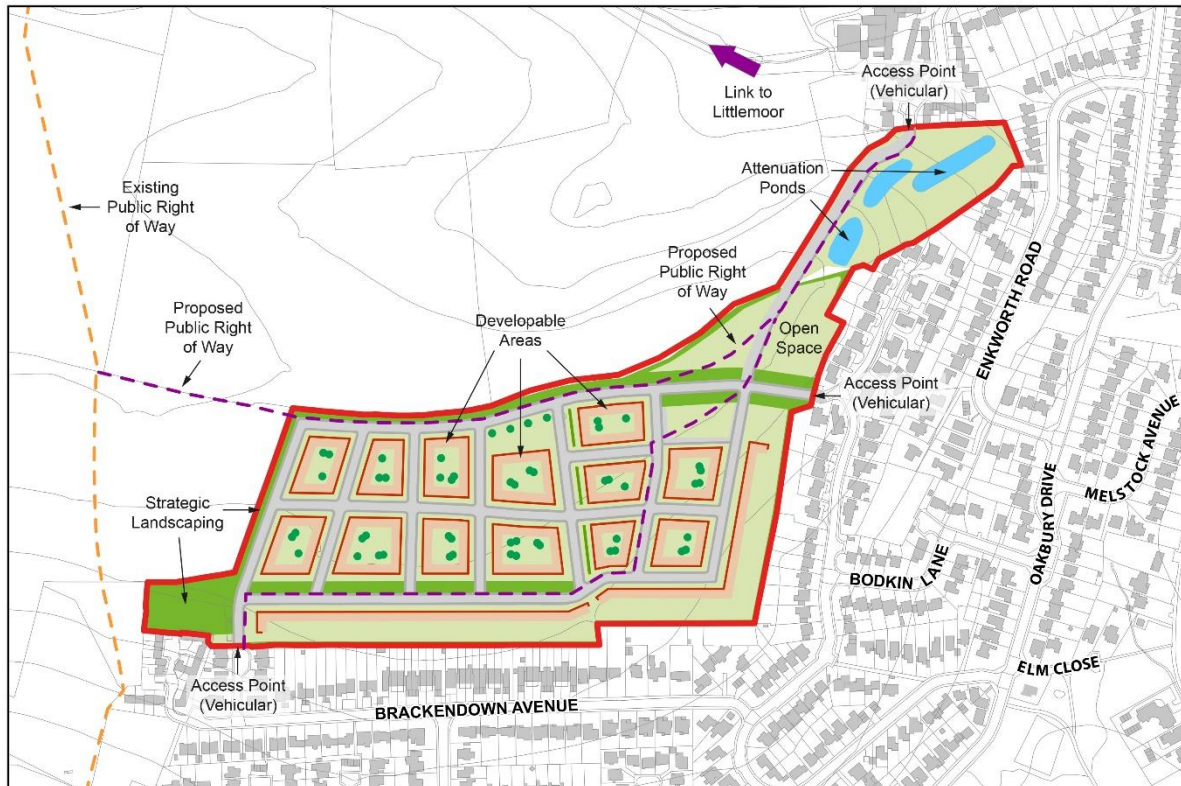 Link to
Littlemoor
Access Point
(Vehicular)
Existing
Public Right
of Way
Attenuation
Ponds
Proposed
Public Right
of Way
Proposed
Public Right
of Way
Developable
Areas
Open
Space
ENKWORTH ROAD
Access Point
(Vehicular)
MELSTOCK AVENUE
OAKBURY DRIVE
Strategic
Landscaping
BODKIN LANE
ELM CLOSE
Access Point
(Vehicular)
BRACKENDOWN AVENUE